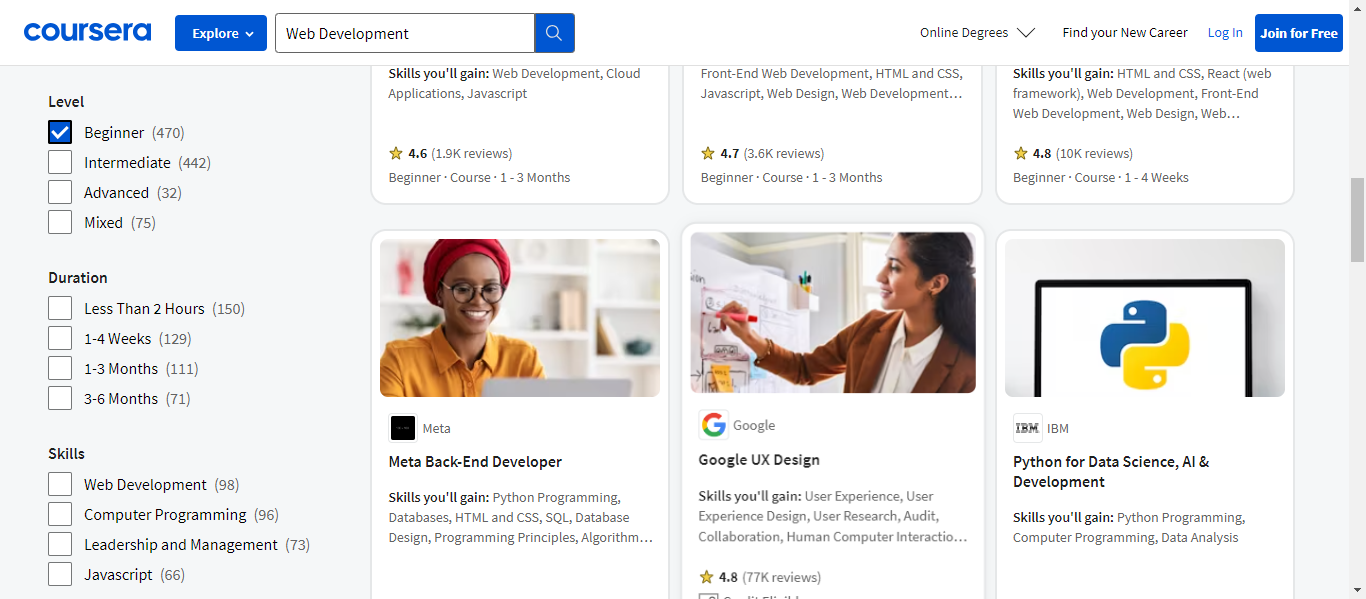 coursera
Explore
Web Development
Online Degrees
Find your New Career
Log In
Join for Free
Level
Beginner (470)
Intermediate (442)
Advanced (32)
Mixed (75)
Duration
Less Than 2 Hours (150)
1-4 Weeks (129)
1-3 Months (111)
3-6 Months (71)
Skills
Web Development (98)
Computer Programming (96)
Leadership and Management (73)
Javascript (66)
Skills you'll gain: Web Development, Cloud
Applications, Javascript
4.6 (1.9K reviews)
Beginner · Course · 1 - 3 Months
Front-End Web Development, HTML and CSS,
Javascript, Web Design, Web Development…
4.7 (3.6K reviews)
Beginner · Course · 1 - 3 Months
Skills you'll gain: HTML and CSS, React (web
framework), Web Development, Front-End
Web Development, Web Design, Web…
4.8 (10K reviews)
Beginner · Course · 1 - 4 Weeks
Meta
Meta Back-End Developer
Skills you'll gain: Python Programming,
Databases, HTML and CSS, SQL, Database
Design, Programming Principles, Algorithm…
Google
Google UX Design
Skills you'll gain: User Experience, User
Experience Design, User Research, Audit,
Collaboration, Human Computer Interactio…
4.8 (77K reviews)
IBM IBM
Python for Data Science, AI &
Development
Skills you'll gain: Python Programming,
Computer Programming, Data Analysis